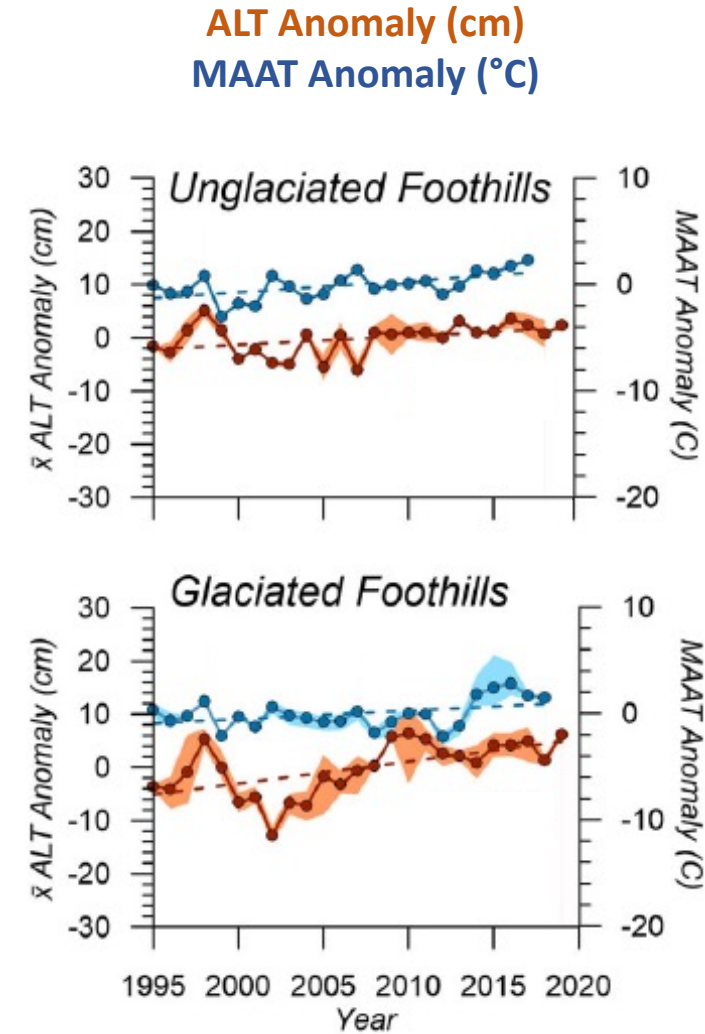 ALT Anomaly (cm)
MAAT Anomaly (°C)
Unglaciated Foothills
30
20
10
0
-10
-20
-30
x̄ ALT Anomaly (cm)
10
0
-10
-20
MAAT Anomaly (C)
Glaciated Foothills
30
20
10
0
-10
-20
-30
x̄ ALT Anomaly (cm)
10
0
-10
-20
MAAT Anomaly (C)
1995 2000 2005 2010 2015 2020
Year